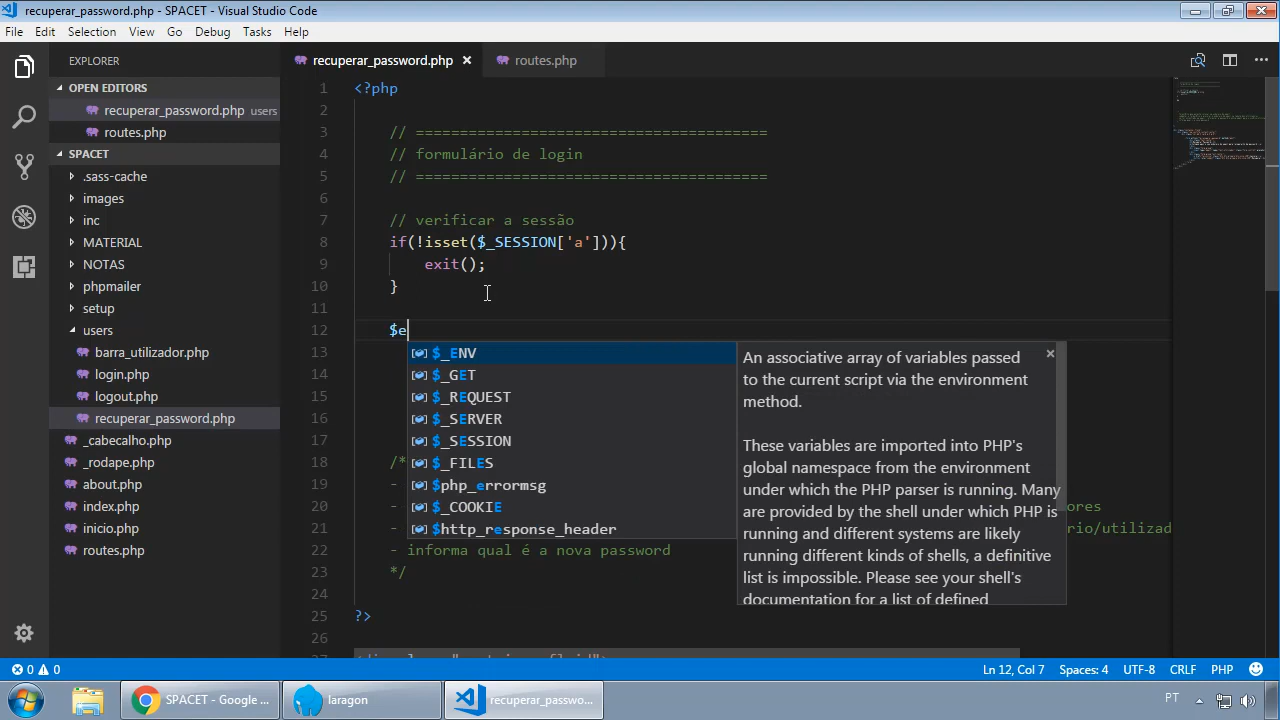 recuperar_password.php - SPACET - Visual Studio Code
File Edit Selection View Go Debug Tasks Help
EXPLORER
OPEN EDITORS
recuperar_password.php users
routes.php
SPACET
.sass-cache
images
inc
MATERIAL
NOTAS
phpmailer
setup
users
barra_utilizador.php
login.php
logout.php
recuperar_password.php
_cabecalho.php
_rodape.php
about.php
index.php
inicio.php
routes.php
recuperar_password.php × routes.php
1 <?php
2
3 // ========================================
4 // formulário de login
5 // ========================================
6
7 // verificar a sessão
8 if(!isset($_SESSION['a'])){
9 exit();
10 }
11
12 $e
13
14
15
16
17
18 /*
19 -
20 - ores
21 - rio/utilizad
22 - informa qual é a nova password
23 */
24
25 ?>
26
27
$_ENV
$_GET
$_REQUEST
$_SERVER
$_SESSION
$_FILES
$php_errormsg
$_COOKIE
$http_response_header
An associative array of variables passed
to the current script via the environment
method.
These variables are imported into PHP's
global namespace from the environment
under which the PHP parser is running. Many
are provided by the shell under which PHP is
running and different systems are likely
running different kinds of shells, a definitive
list is impossible. Please see your shell's
documentation for a list of defined
0 0 Ln 12, Col 7 Spaces: 4 UTF-8 CRLF PHP
SPACET - Google ... laragon recuperar_passwo... PT